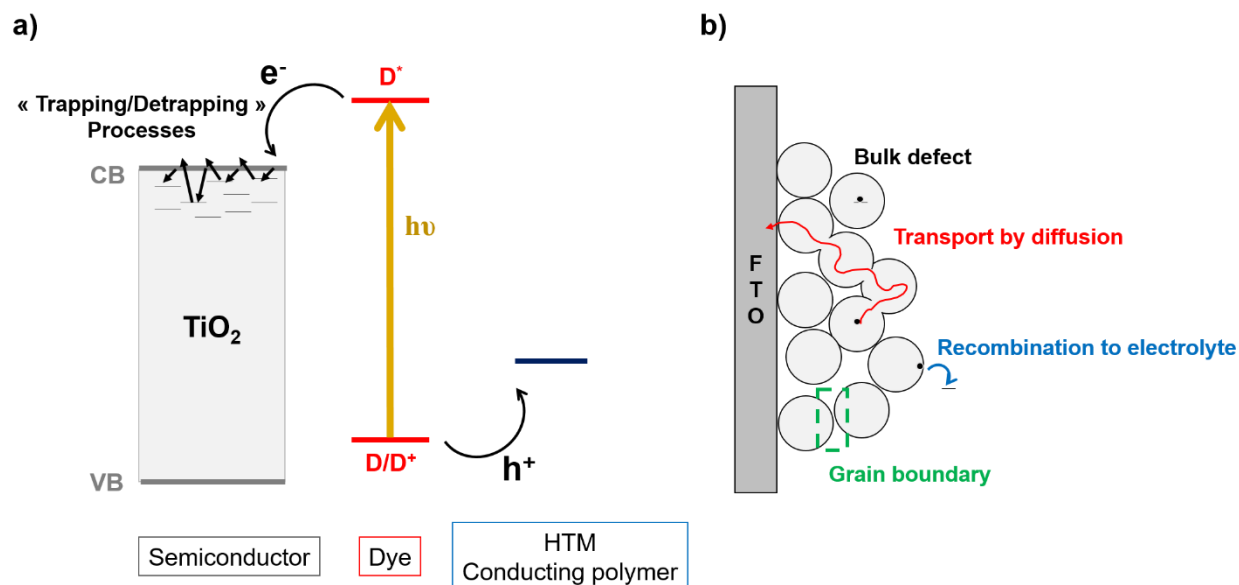 a)
e⁻
D*
« Trapping/Detrapping »
Processes
CB
hυ
TiO₂
D/D⁺
h⁺
VB
Semiconductor
Dye
HTM
Conducting polymer
b)
Bulk defect
Transport by diffusion
F
T
O
Recombination to electrolyte
Grain boundary